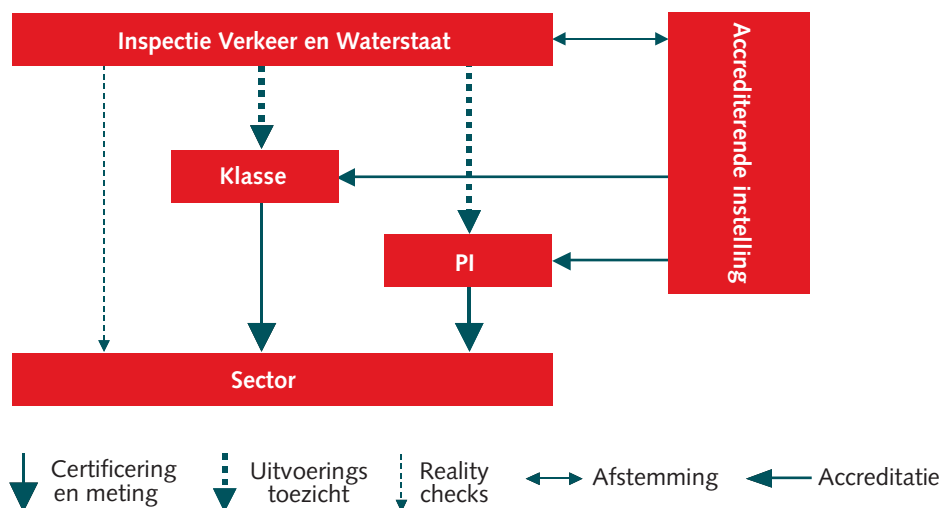 Inspectie Verkeer en Waterstaat
Accrediterende instelling
Klasse
PI
Sector
Certificering
en meting
Uitvoerings
toezicht
Reality
checks
Afstemming
Accreditatie